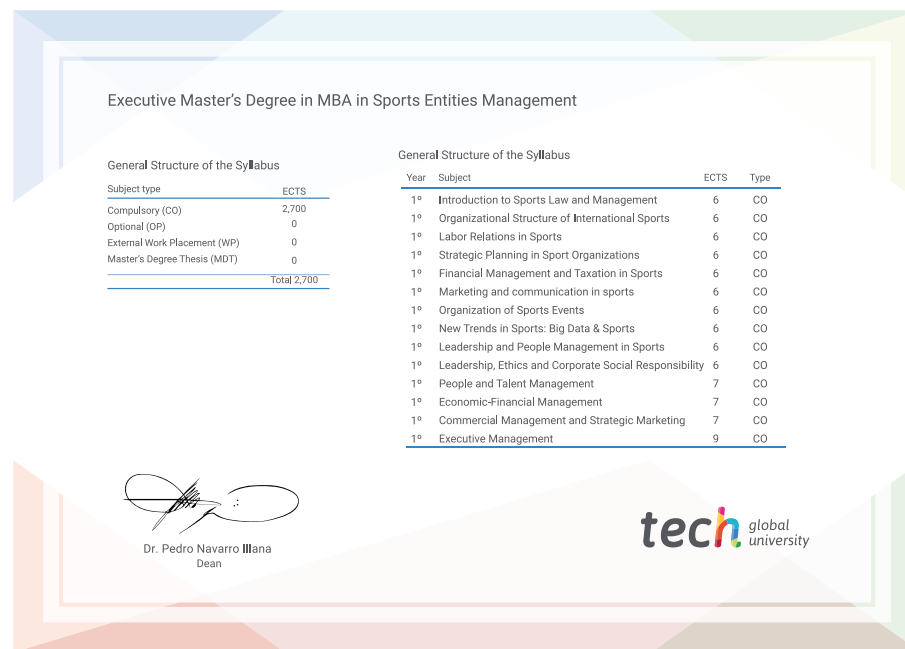 Executive Master's Degree in MBA in Sports Entities Management
General Structure of the Syllabus
Subject type ECTS
Compulsory (CO) 2,700
Optional (OP) 0
External Work Placement (WP) 0
Master's Degree Thesis (MDT) 0
Total 2,700
General Structure of the Syllabus
Year Subject ECTS Type
1º Introduction to Sports Law and Management 6 CO
1º Organizational Structure of International Sports 6 CO
1º Labor Relations in Sports 6 CO
1º Strategic Planning in Sport Organizations 6 CO
1º Financial Management and Taxation in Sports 6 CO
1º Marketing and communication in sports 6 CO
1º Organization of Sports Events 6 CO
1º New Trends in Sports: Big Data & Sports 6 CO
1º Leadership and People Management in Sports 6 CO
1º Leadership, Ethics and Corporate Social Responsibility 6 CO
1º People and Talent Management 7 CO
1º Economic-Financial Management 7 CO
1º Commercial Management and Strategic Marketing 7 CO
1º Executive Management 9 CO
Dr. Pedro Navarro Illana
Dean
tech global
university